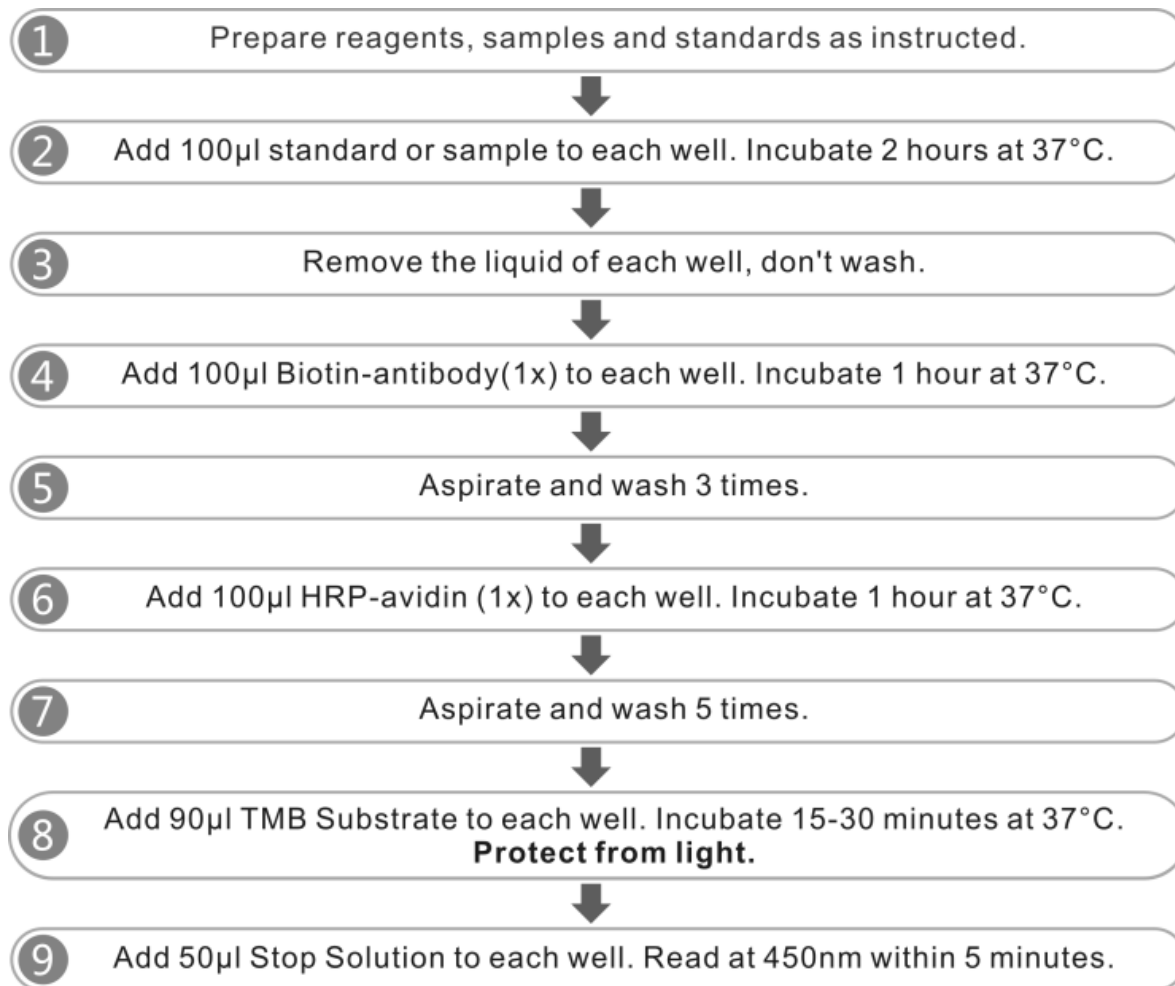 1 Prepare reagents, samples and standards as instructed.
2 Add 100µl standard or sample to each well. Incubate 2 hours at 37°C.
3 Remove the liquid of each well, don't wash.
4 Add 100µl Biotin-antibody(1x) to each well. Incubate 1 hour at 37°C.
5 Aspirate and wash 3 times.
6 Add 100µl HRP-avidin (1x) to each well. Incubate 1 hour at 37°C.
7 Aspirate and wash 5 times.
8 Add 90µl TMB Substrate to each well. Incubate 15-30 minutes at 37°C.
Protect from light.
9 Add 50µl Stop Solution to each well. Read at 450nm within 5 minutes.